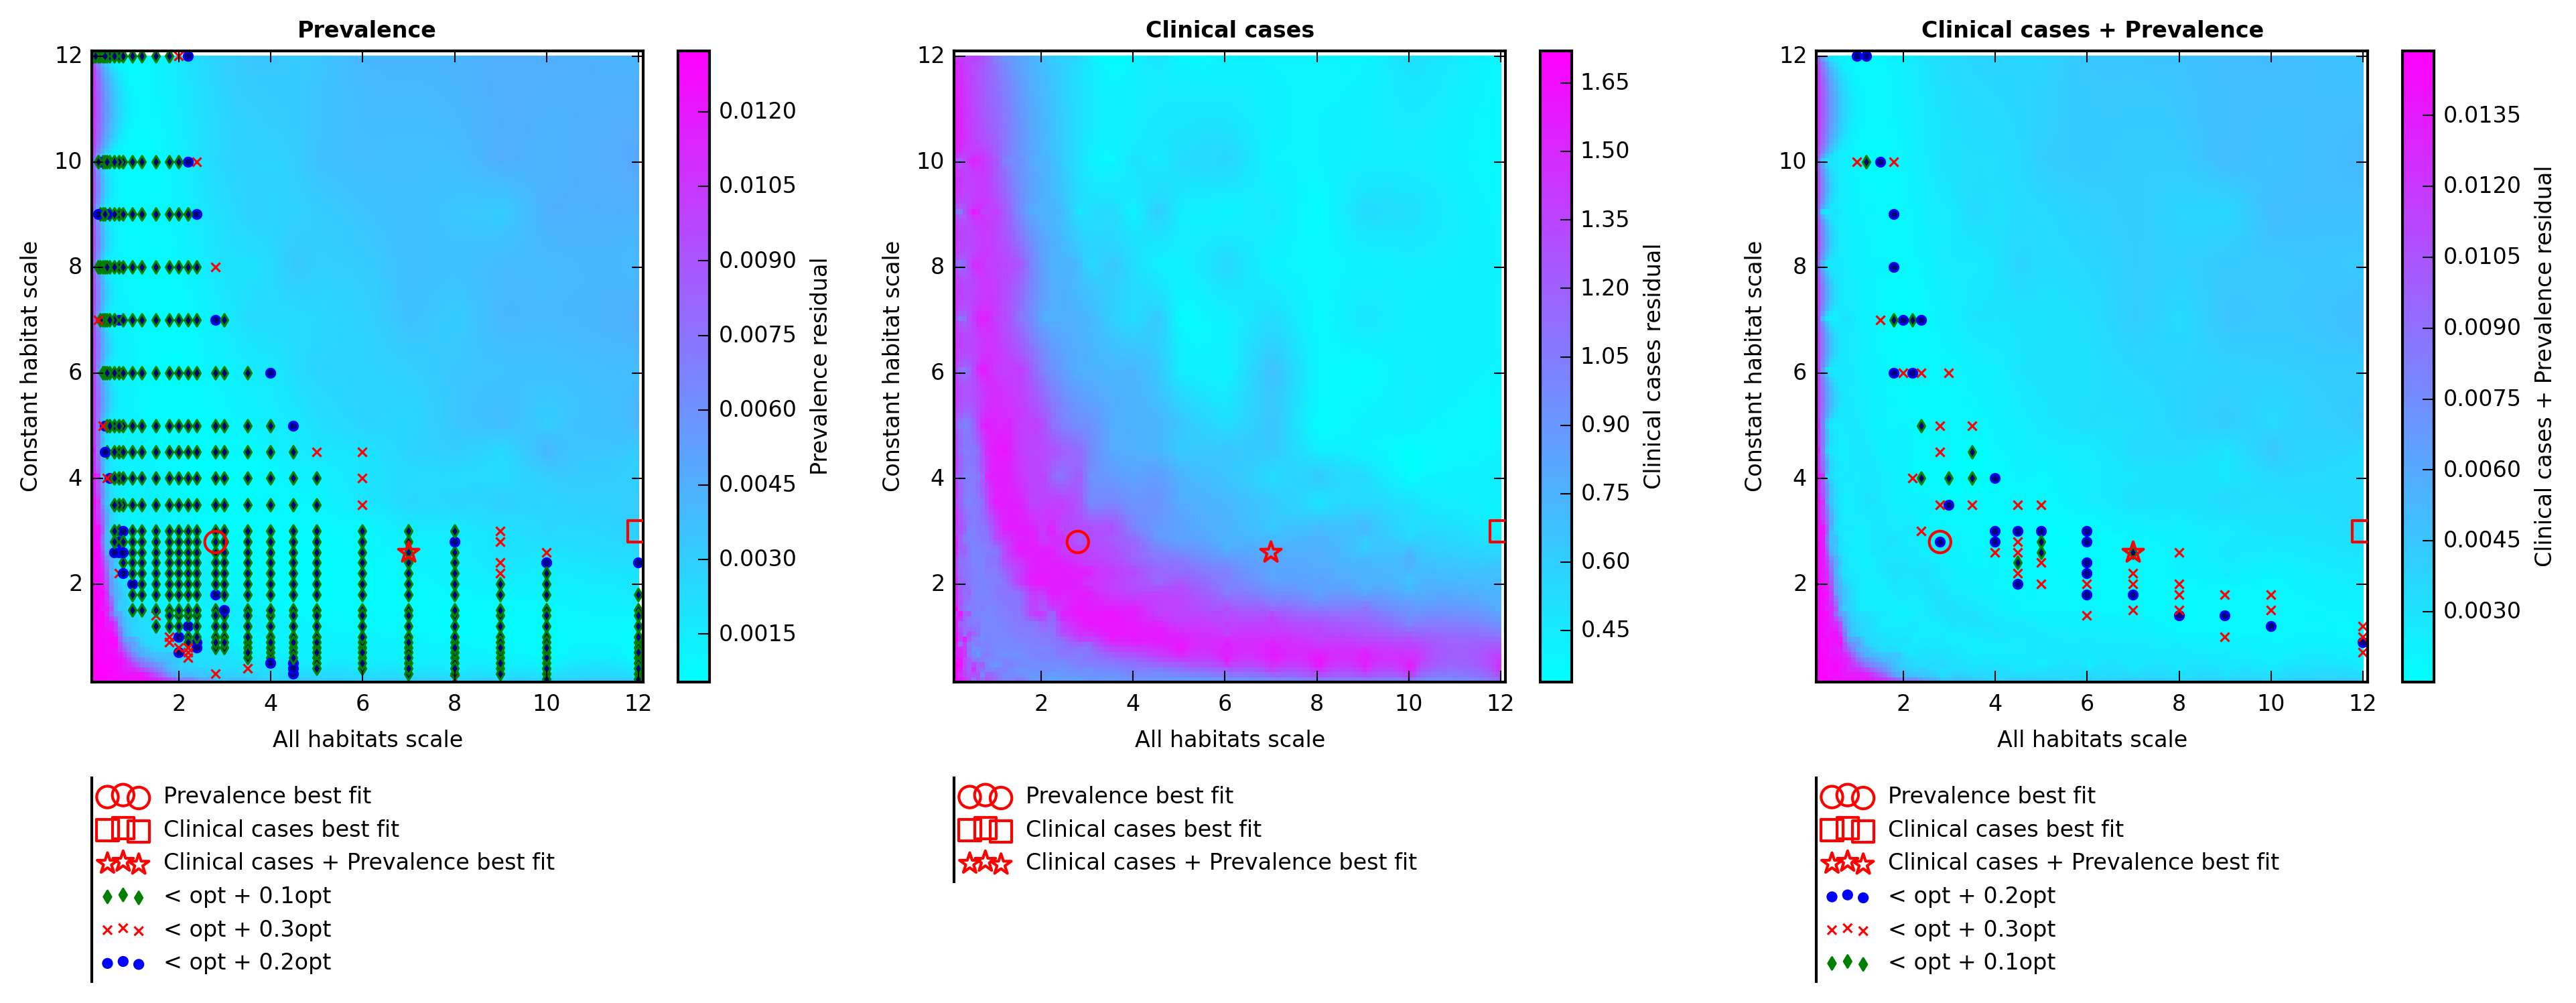 Prevalence
12
10
8
6
4
2
Constant habitat scale
2 4 6 8 10 12
All habitats scale
0.0120
0.0105
0.0090
0.0075
0.0060
0.0045
0.0030
0.0015
Prevalence residual
Prevalence best fit
Clinical cases best fit
Clinical cases + Prevalence best fit
< opt + 0.1opt
< opt + 0.3opt
< opt + 0.2opt
Clinical cases
12
10
8
6
4
2
Constant habitat scale
2 4 6 8 10 12
All habitats scale
1.65
1.50
1.35
1.20
1.05
0.90
0.75
0.60
0.45
Clinical cases residual
Prevalence best fit
Clinical cases best fit
Clinical cases + Prevalence best fit
Clinical cases + Prevalence
12
10
8
6
4
2
Constant habitat scale
2 4 6 8 10 12
All habitats scale
0.0135
0.0120
0.0105
0.0090
0.0075
0.0060
0.0045
0.0030
Clinical cases + Prevalence residual
Prevalence best fit
Clinical cases best fit
Clinical cases + Prevalence best fit
< opt + 0.2opt
< opt + 0.3opt
< opt + 0.1opt